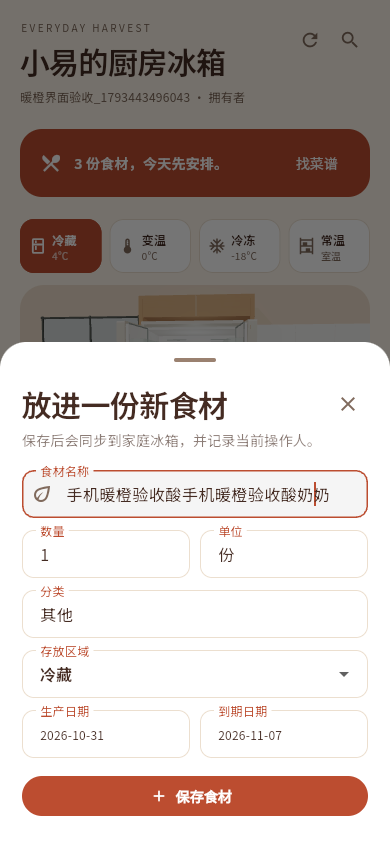 EVERYDAY HARVEST
小易的厨房冰箱
暖橙界面验收_1793443496043 · 拥有者
3 份食材，今天先安排。
找菜谱
冷藏
4°C
变温
0°C
冷冻
-18°C
常温
室温
放进一份新食材
保存后会同步到家庭冰箱，并记录当前操作人。
食材名称
手机暖橙验收酸手机暖橙验收酸奶奶
数量
1
单位
份
分类
其他
存放区域
冷藏
生产日期
2026-10-31
到期日期
2026-11-07
保存食材